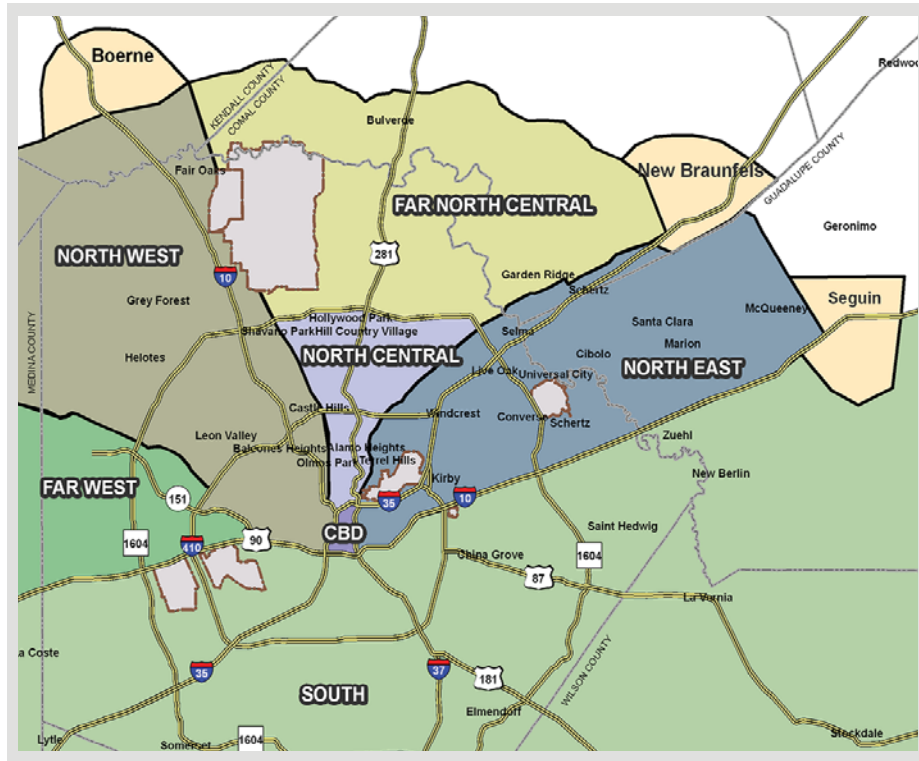 Boerne
Redwoo
KENDALL COUNTY
COMAL COUNTY
Bulverde
GUADALUPE COUNTY
Fair Oaks
New Braunfels
FAR NORTH CENTRAL
Geronimo
NORTH WEST
281
10
Garden Ridge
Schertz
Grey Forest
Seguin
McQueeney
Hollywood Park
Shavano Park
Hill Country Village
Selma
Santa Clara
Marion
MEDINA COUNTY
Helotes
NORTH CENTRAL
Cibolo
NORTH EAST
Live Oak
Universal City
Castle Hills
Windcrest
Converse
Schertz
Leon Valley
Zuehl
Balcones Heights
Alamo Heights
Olmos Park
Terrel Hills
New Berlin
Kirby
FAR WEST
151
35
10
Saint Hedwig
CBD
1604
410
90
1604
China Grove
87
La Vernia
a Coste
WILSON COUNTY
35
37
181
SOUTH
Elmendorf
Stockdale
Lytle
Somerset
1604